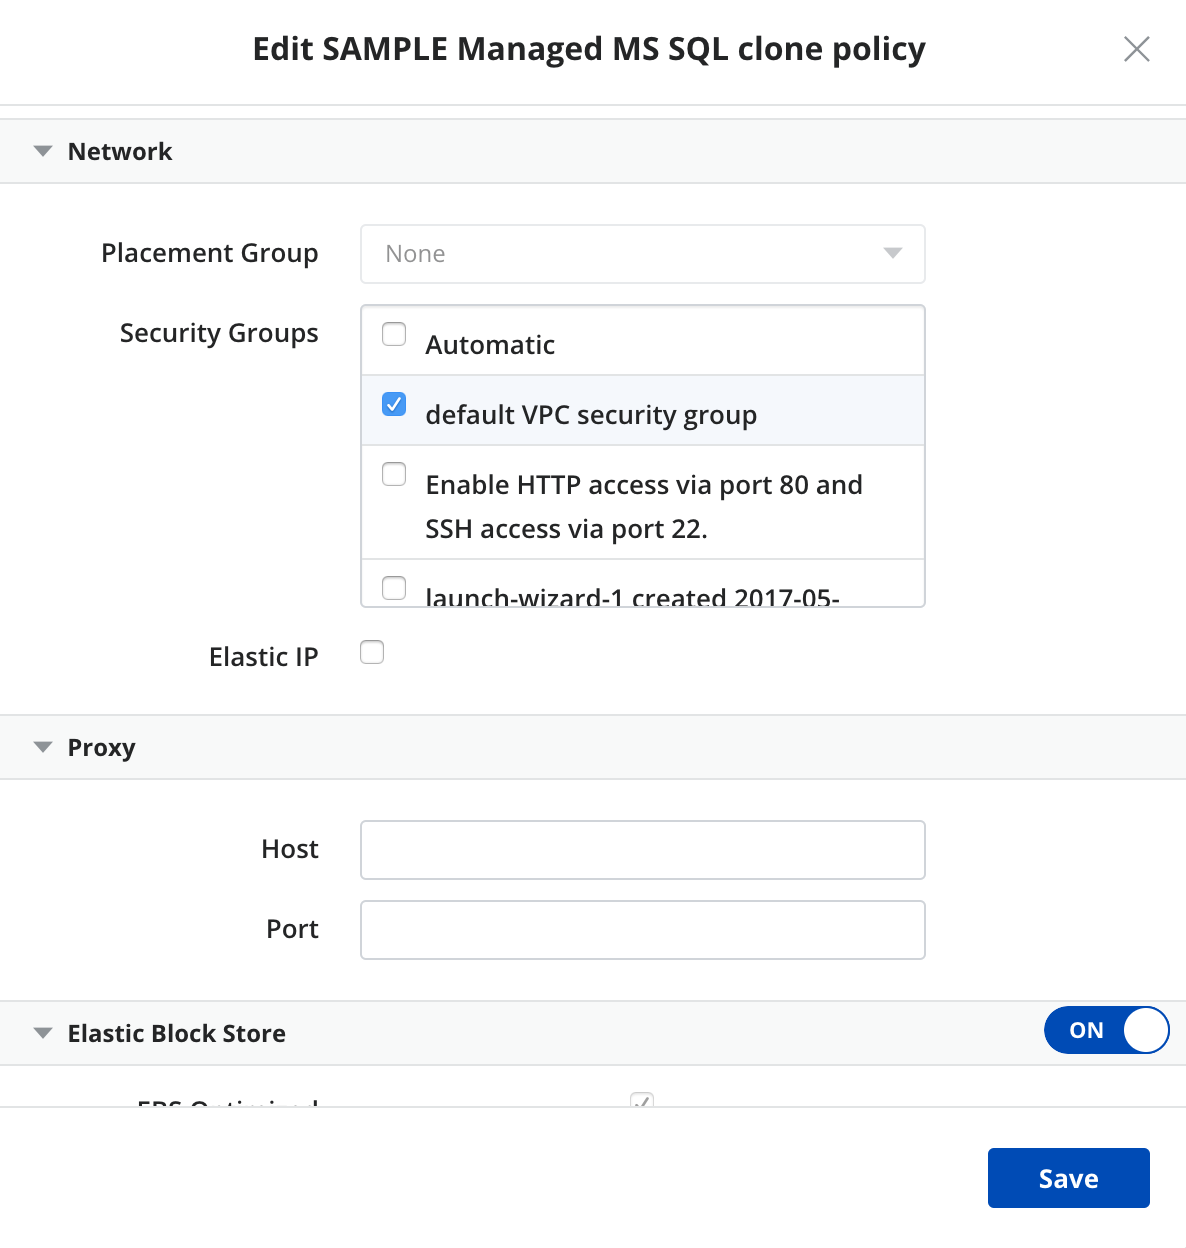 Edit SAMPLE Managed MS SQL clone policy
Network
Placement Group
None
Security Groups
Automatic
default VPC security group
Enable HTTP access via port 80 and
SSH access via port 22.
launch-wizard-1 created 2017-05-
Elastic IP
Proxy
Host
Port
Elastic Block Store
ON
EBS Optimized
Save